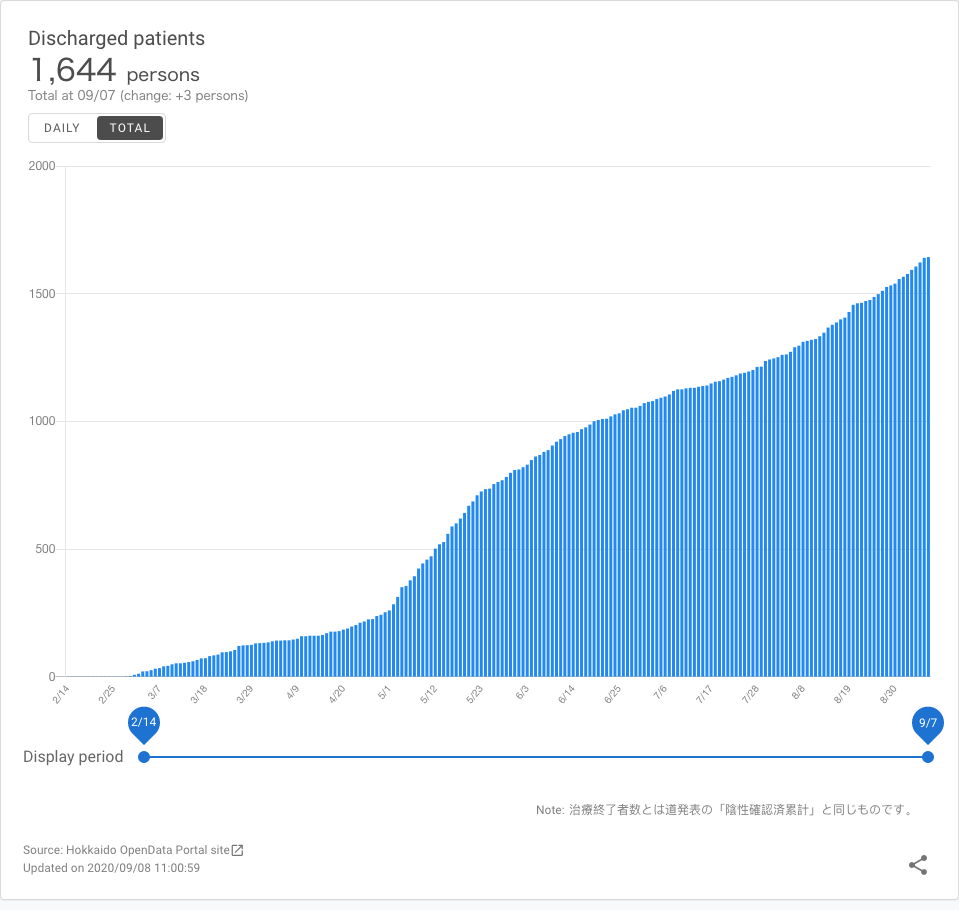 Discharged patients
1,644 persons
Total at 09/07 (change: +3 persons)
DAILY TOTAL
2000
1500
1000
500
0
2/14 2/25 3/7 3/18 3/29 4/9 4/20 5/1 5/12 5/23 6/3 6/14 6/25 7/6 7/17 7/28 8/8 8/19 8/30
2/14 9/7
Display period
Note: 治療終了者数とは道発表の「陰性確認済累計」と同じものです。
Source: Hokkaido OpenData Portal site
Updated on 2020/09/08 11:00:59